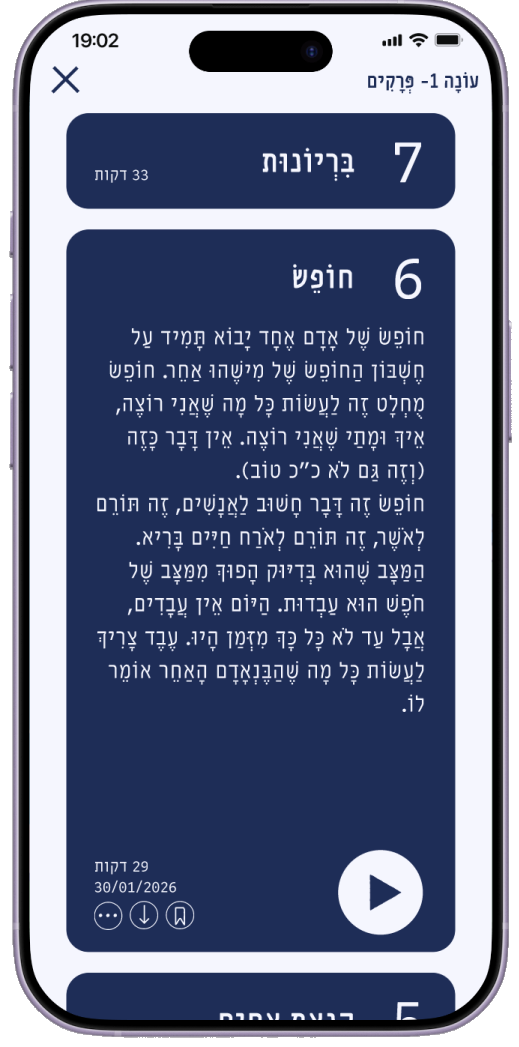 19:02
עוֹנָה 1- פְּרָקִים
7
בִּרְיוֹנוּת
33 דקות
6
חוֹפֵשׁ
חוֹפֵשׁ שֶׁל אָדָם אֶחָד יָבוֹא תָּמִיד עַל
חֶשְׁבּוֹן הַחוֹפֵשׁ שֶׁל מִישֶׁהוּ אַחֵר. חוֹפֵשׁ
מֻחְלָט זֶה לַעֲשׂוֹת כָּל מָה שֶׁאֲנִי רוֹצֶה,
אֵיךְ וּמָתַי שֶׁאֲנִי רוֹצֶה. אֵין דָּבָר כָּזֶה
(וְזֶה גַּם לֹא כ״כ טוֹב).
חוֹפֵשׁ זֶה דָּבָר חָשׁוּב לַאֲנָשִׁים, זֶה תּוֹרֵם
לְאֹשֶׁר, זֶה תּוֹרֵם לְאֹרַח חַיִּים בָּרִיא.
הַמַּצָּב שֶׁהוּא בְּדִיּוּק הָפוּךְ מִמַּצָּב שֶׁל
חֹפֶשׁ הוּא עַבְדוּת. הַיּוֹם אֵין עֲבָדִים,
אֲבָל עַד לֹא כָּל כָּךְ מִזְּמַן הָיוּ. עֶבֶד צָרִיךְ
לַעֲשׂוֹת כָּל מָה שֶׁהַבֶּנְאָדָם הָאַחֵר אוֹמֵר
לוֹ.
29 דקות
30/01/2026
5